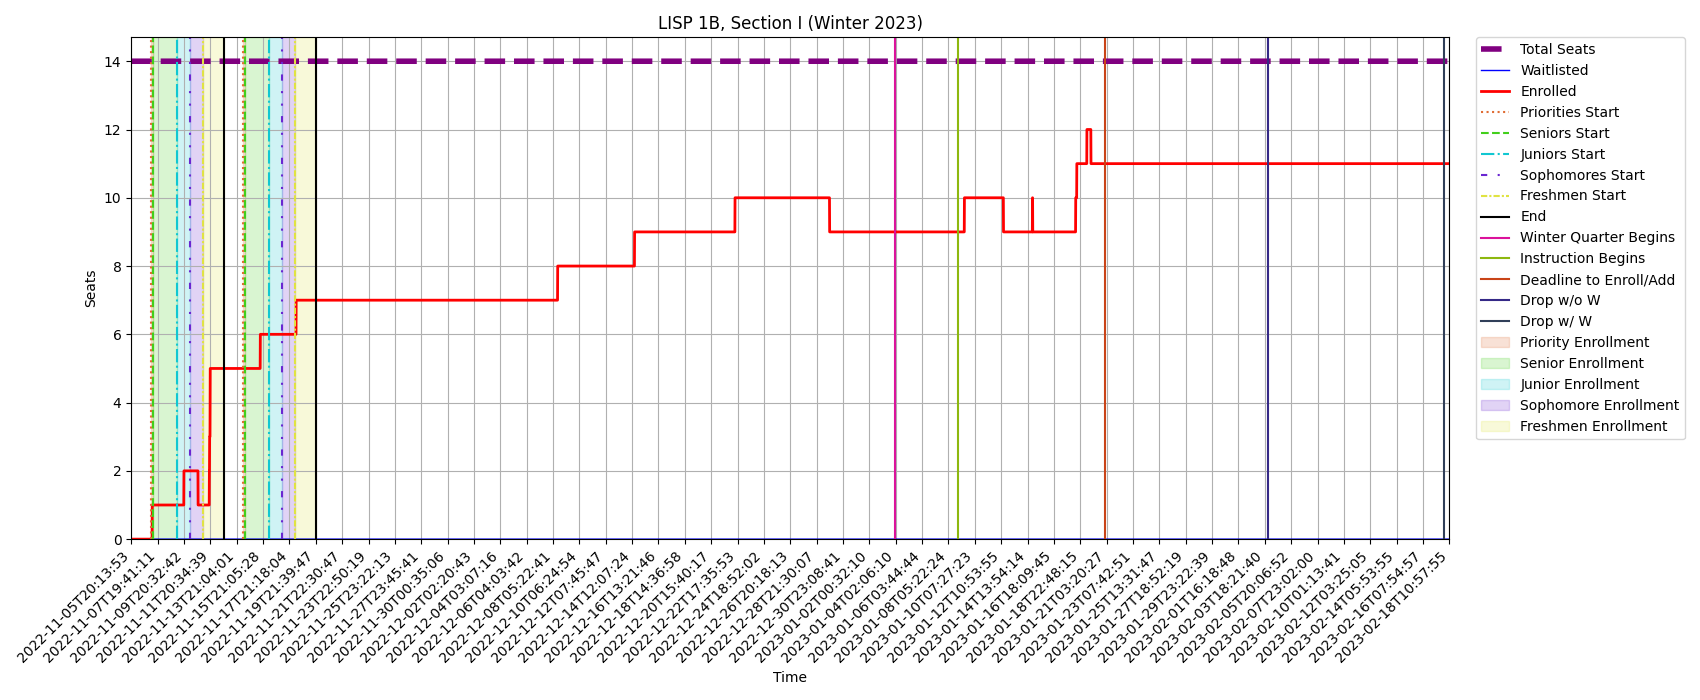 LISP 1B, Section I (Winter 2023)
Seats
14
12
10
8
6
4
2
0
2022-11-05T20:13:53
2022-11-07T19:41:11
2022-11-09T20:32:42
2022-11-11T20:34:39
2022-11-13T21:04:01
2022-11-15T21:05:28
2022-11-17T21:18:04
2022-11-19T21:39:47
2022-11-21T22:30:47
2022-11-23T22:50:19
2022-11-25T23:22:13
2022-11-27T23:45:41
2022-11-30T00:35:06
2022-12-02T02:20:43
2022-12-04T03:07:16
2022-12-06T04:03:42
2022-12-08T05:22:41
2022-12-10T06:24:54
2022-12-12T07:45:47
2022-12-14T12:07:24
2022-12-16T13:21:46
2022-12-18T14:36:58
2022-12-20T15:40:17
2022-12-22T17:35:53
2022-12-24T18:52:02
2022-12-26T20:18:13
2022-12-28T21:30:07
2022-12-30T23:08:41
2023-01-02T00:32:10
2023-01-04T02:06:10
2023-01-06T03:44:44
2023-01-08T05:22:24
2023-01-10T07:27:23
2023-01-12T10:53:55
2023-01-14T13:54:14
2023-01-16T18:09:45
2023-01-18T22:48:15
2023-01-21T03:20:27
2023-01-23T07:42:51
2023-01-25T13:31:47
2023-01-27T18:52:19
2023-01-29T23:22:39
2023-02-01T16:18:48
2023-02-03T18:21:40
2023-02-05T20:06:52
2023-02-07T23:02:00
2023-02-10T01:13:41
2023-02-12T03:25:05
2023-02-14T05:53:55
2023-02-16T07:54:57
2023-02-18T10:57:55
Time
Total Seats
Waitlisted
Enrolled
Priorities Start
Seniors Start
Juniors Start
Sophomores Start
Freshmen Start
End
Winter Quarter Begins
Instruction Begins
Deadline to Enroll/Add
Drop w/o W
Drop w/ W
Priority Enrollment
Senior Enrollment
Junior Enrollment
Sophomore Enrollment
Freshmen Enrollment